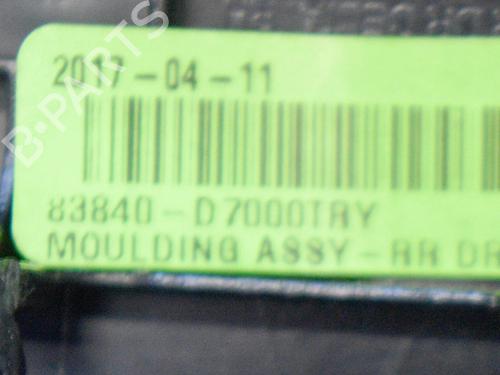 2017-04-11
83840-D7000TRY
MOULDING ASSY-RR DR
B-PARTS